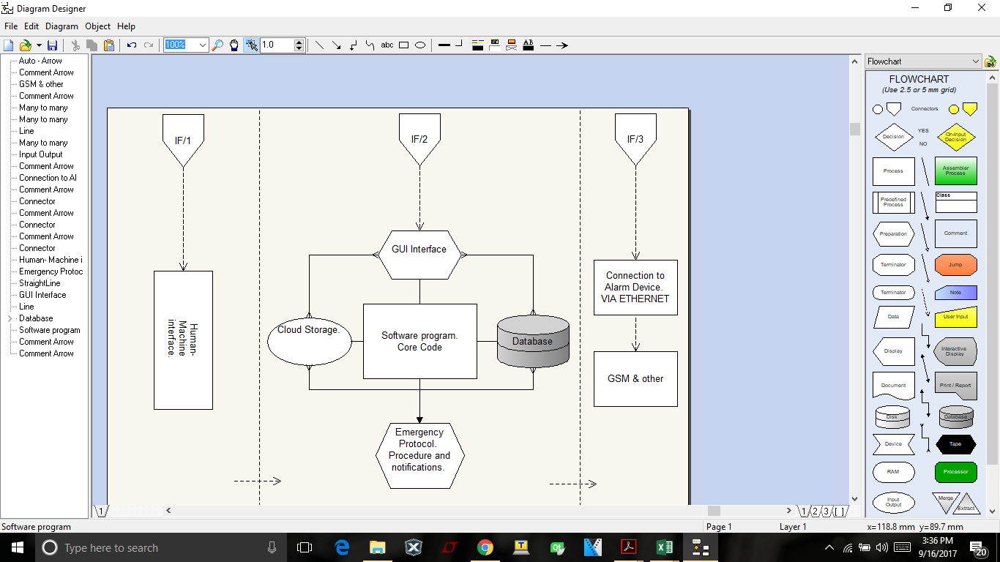 Diagram Designer
File Edit Diagram Object Help
100%
1.0
abc
AB
Auto - Arrow
Comment Arrow
GSM & other
Comment Arrow
Many to many
Many to many
Line
Many to many
Input Output
Comment Arrow
Connection to Al
Comment Arrow
Connector
Comment Arrow
Connector
Comment Arrow
Connector
Human- Machine i
Emergency Protoc
StraightLine
GUI Interface
Line
Database
Software program
Comment Arrow
Comment Arrow
IF/1
IF/2
IF/3
GUI Interface
Human-
Machine
interface.
Cloud Storage.
Software program.
Core Code
Database
Connection to
Alarm Device.
VIA ETHERNET
GSM & other
Emergency
Protocol.
Procedure and
notifications.
Flowchart
FLOWCHART
(Use 2.5 or 5 mm grid)
Connectors
Decision
YES
NO
On-Input
Decision
Process
Assembler
Process
Predefined
Process
Class
Preparation
Comment
Terminator
Jump
Terminator
Note
Data
User Input
Display
Interactive
Display
Document
Print / Report
Disk
Database
Device
Tape
RAM
Processor
Input
Output
Merge
Extract
1
1 2 3 [ ]
Software program
Page 1
Layer 1
x=118.8 mm y=89.7 mm
Type here to search
T
Qt
3:36 PM
9/16/2017
20